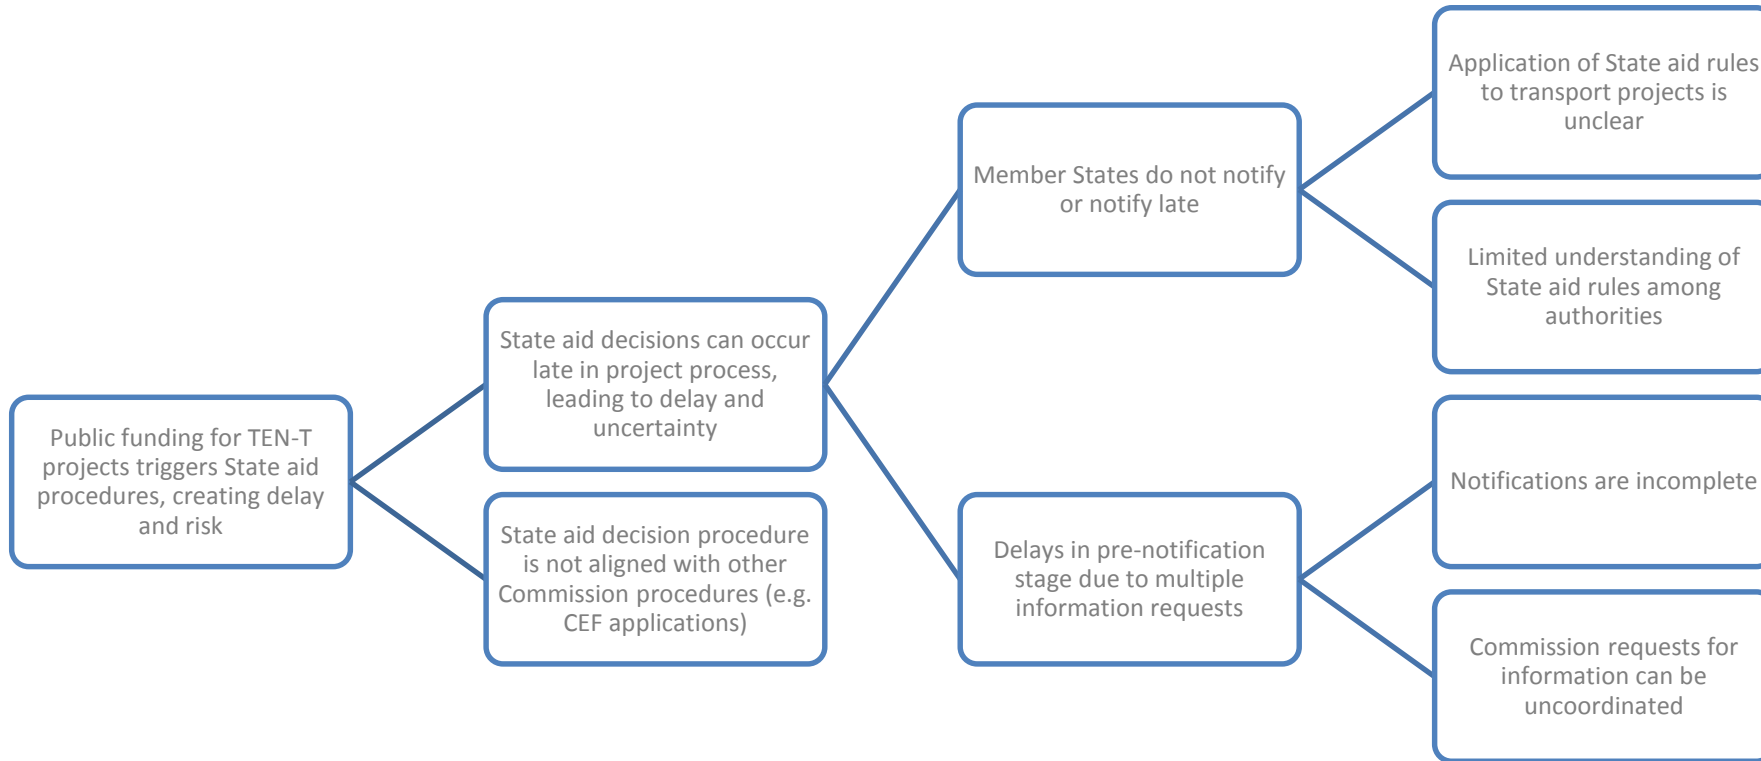 Public funding for TEN-T
projects triggers State aid
procedures, creating delay
and risk
State aid decisions can occur
late in project process,
leading to delay and
uncertainty
State aid decision procedure
is not aligned with other
Commission procedures (e.g.
CEF applications)
Member States do not notify
or notify late
Delays in pre-notification
stage due to multiple
information requests
Application of State aid rules
to transport projects is
unclear
Limited understanding of
State aid rules among
authorities
Notifications are incomplete
Commission requests for
information can be
uncoordinated